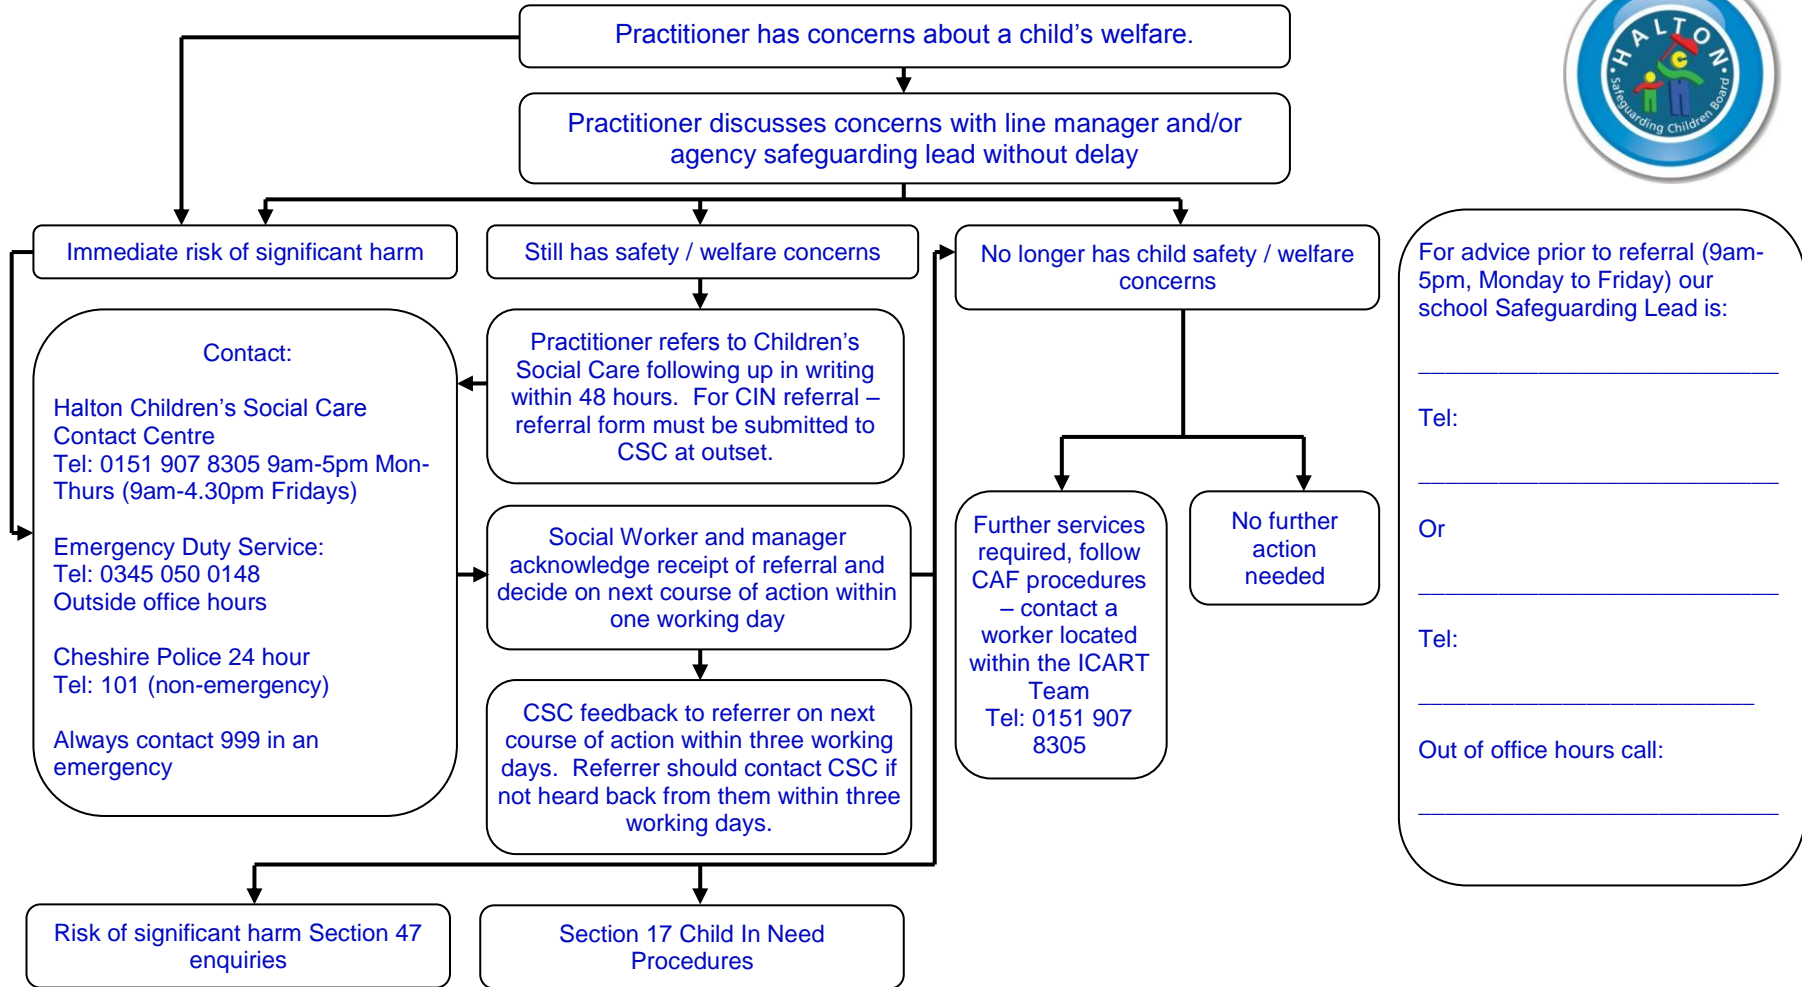 Practitioner has concerns about a child's welfare.
HALTON
Safeguarding Children Board
Practitioner discusses concerns with line manager and/or
agency safeguarding lead without delay
Immediate risk of significant harm
Still has safety / welfare concerns
No longer has child safety / welfare
concerns
For advice prior to referral (9am-
5pm, Monday to Friday) our
school Safeguarding Lead is:
Tel:
Or
Tel:
Out of office hours call:
Contact:
Halton Children's Social Care
Contact Centre
Tel: 0151 907 8305 9am-5pm Mon-
Thurs (9am-4.30pm Fridays)
Emergency Duty Service:
Tel: 0345 050 0148
Outside office hours
Cheshire Police 24 hour
Tel: 101 (non-emergency)
Always contact 999 in an
emergency
Practitioner refers to Children's
Social Care following up in writing
within 48 hours.  For CIN referral –
referral form must be submitted to
CSC at outset.
Social Worker and manager
acknowledge receipt of referral and
decide on next course of action within
one working day
CSC feedback to referrer on next
course of action within three working
days.  Referrer should contact CSC if
not heard back from them within three
working days.
Further services
required, follow
CAF procedures
– contact a
worker located
within the ICART
Team
Tel: 0151 907
8305
No further
action
needed
Risk of significant harm Section 47
enquiries
Section 17 Child In Need
Procedures